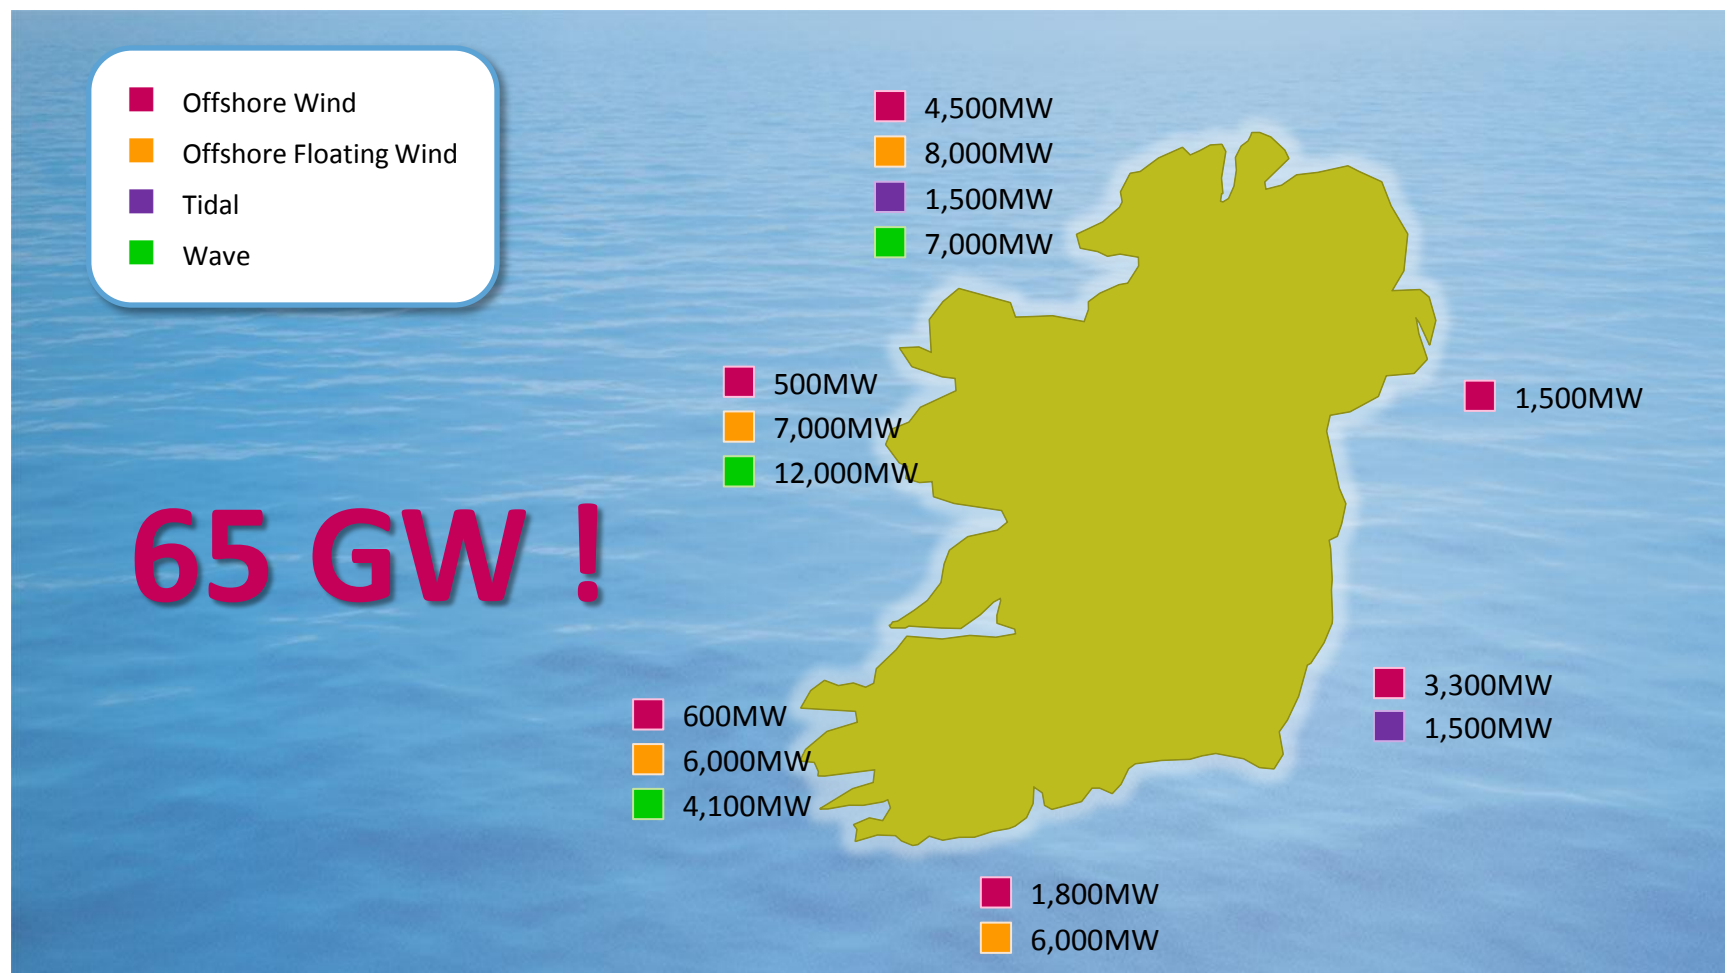 Offshore Wind
Offshore Floating Wind
Tidal
Wave
4,500MW
8,000MW
1,500MW
7,000MW
500MW
7,000MW
12,000MW
1,500MW
65 GW !
3,300MW
1,500MW
600MW
6,000MW
4,100MW
1,800MW
6,000MW